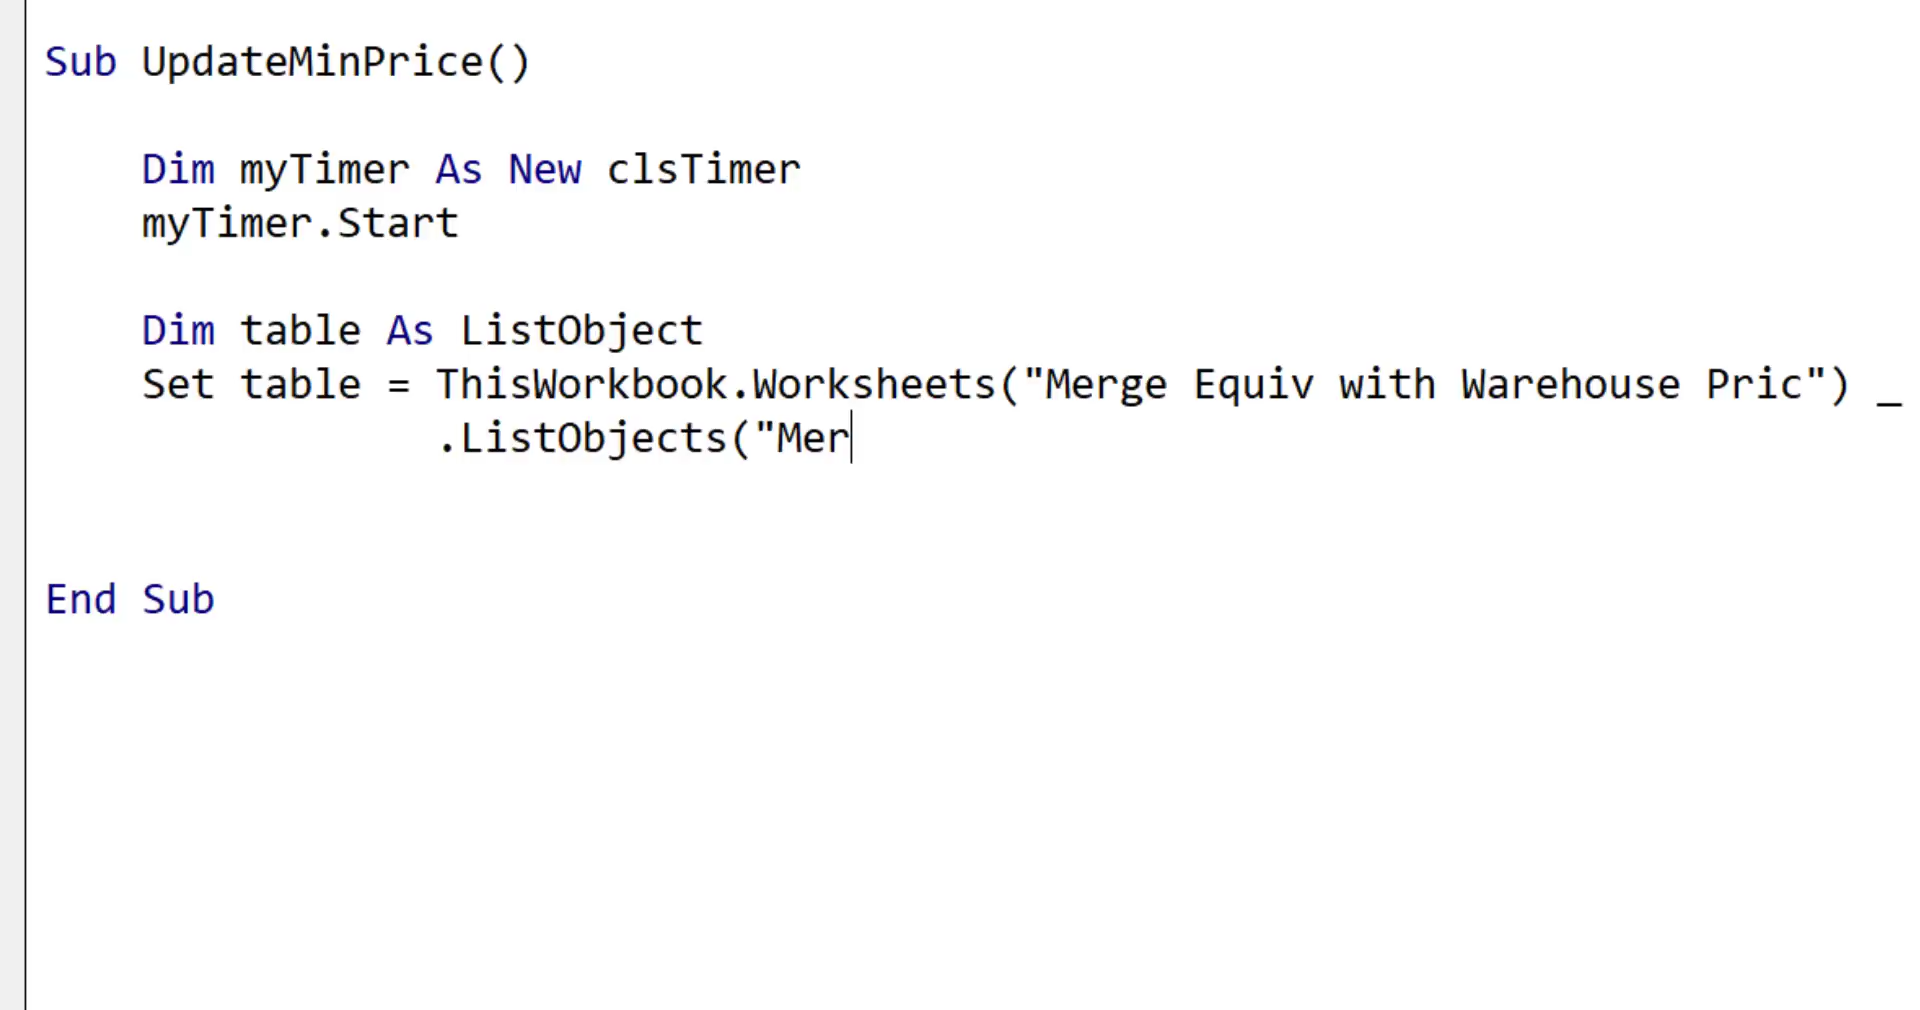 Sub UpdateMinPrice()
Dim myTimer As New clsTimer
myTimer.Start
Dim table As ListObject
Set table = ThisWorkbook.Worksheets("Merge Equiv with Warehouse Pric") _
.ListObjects("Mer
End Sub